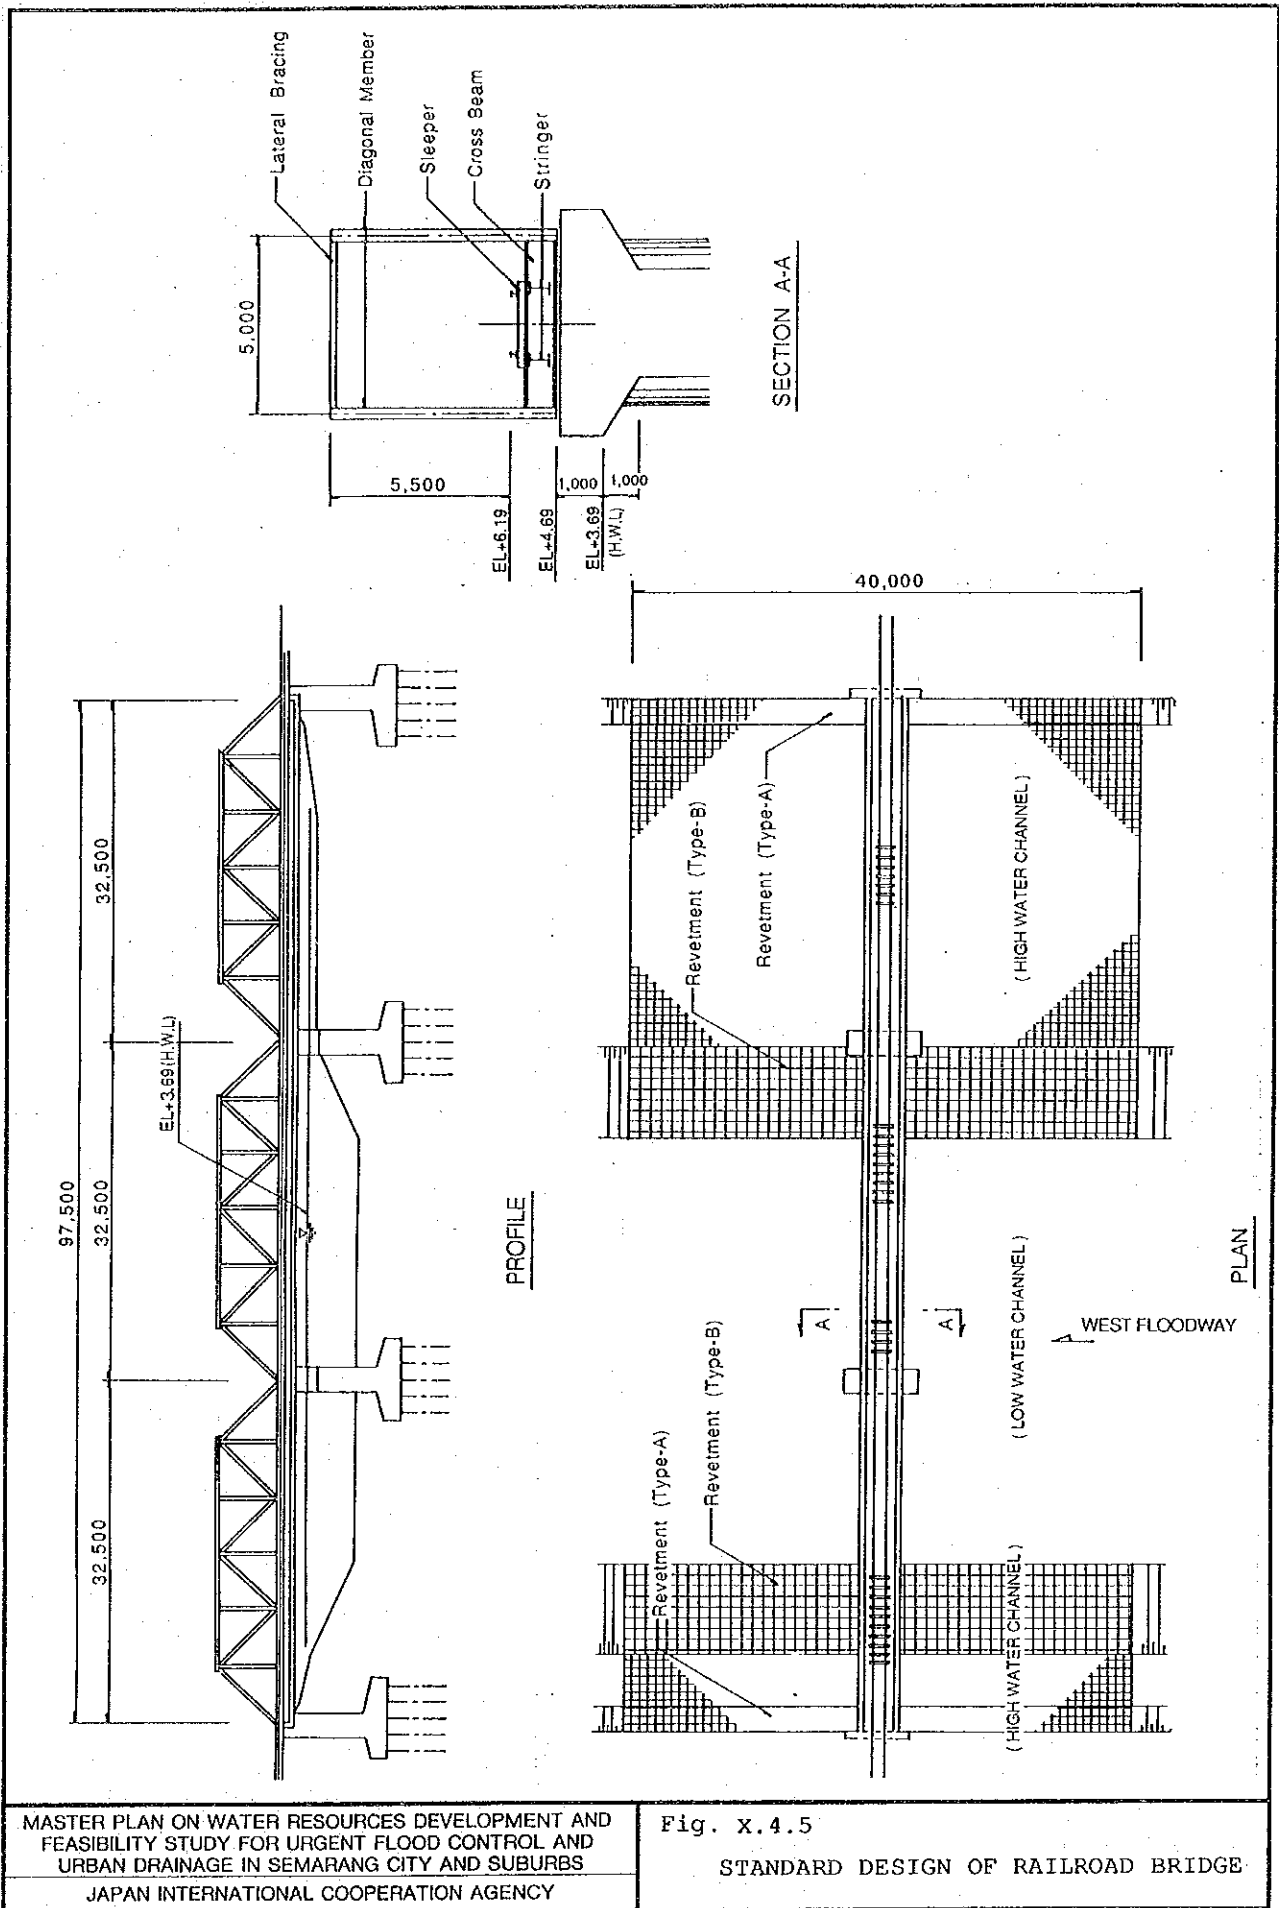 Lateral Bracing
Diagonal Member
Sleeper
Cross Beam
Stringer
5,000
5,500
1,000
1,000
EL+6.19
EL+4.69
EL+3.69
(H.W.L)
SECTION A-A
97,500
32,500
32,500
32,500
EL+3.69(H.W.L)
PROFILE
40,000
Revetment (Type-B)
Revetment (Type-A)
(HIGH WATER CHANNEL)
A
A
WEST FLOODWAY
(LOW WATER CHANNEL)
Revetment (Type-A)
Revetment (Type-B)
(HIGH WATER CHANNEL)
PLAN
MASTER PLAN ON WATER RESOURCES DEVELOPMENT AND
FEASIBILITY STUDY FOR URGENT FLOOD CONTROL AND
URBAN DRAINAGE IN SEMARANG CITY AND SUBURBS
JAPAN INTERNATIONAL COOPERATION AGENCY
Fig. X.4.5
STANDARD DESIGN OF RAILROAD BRIDGE